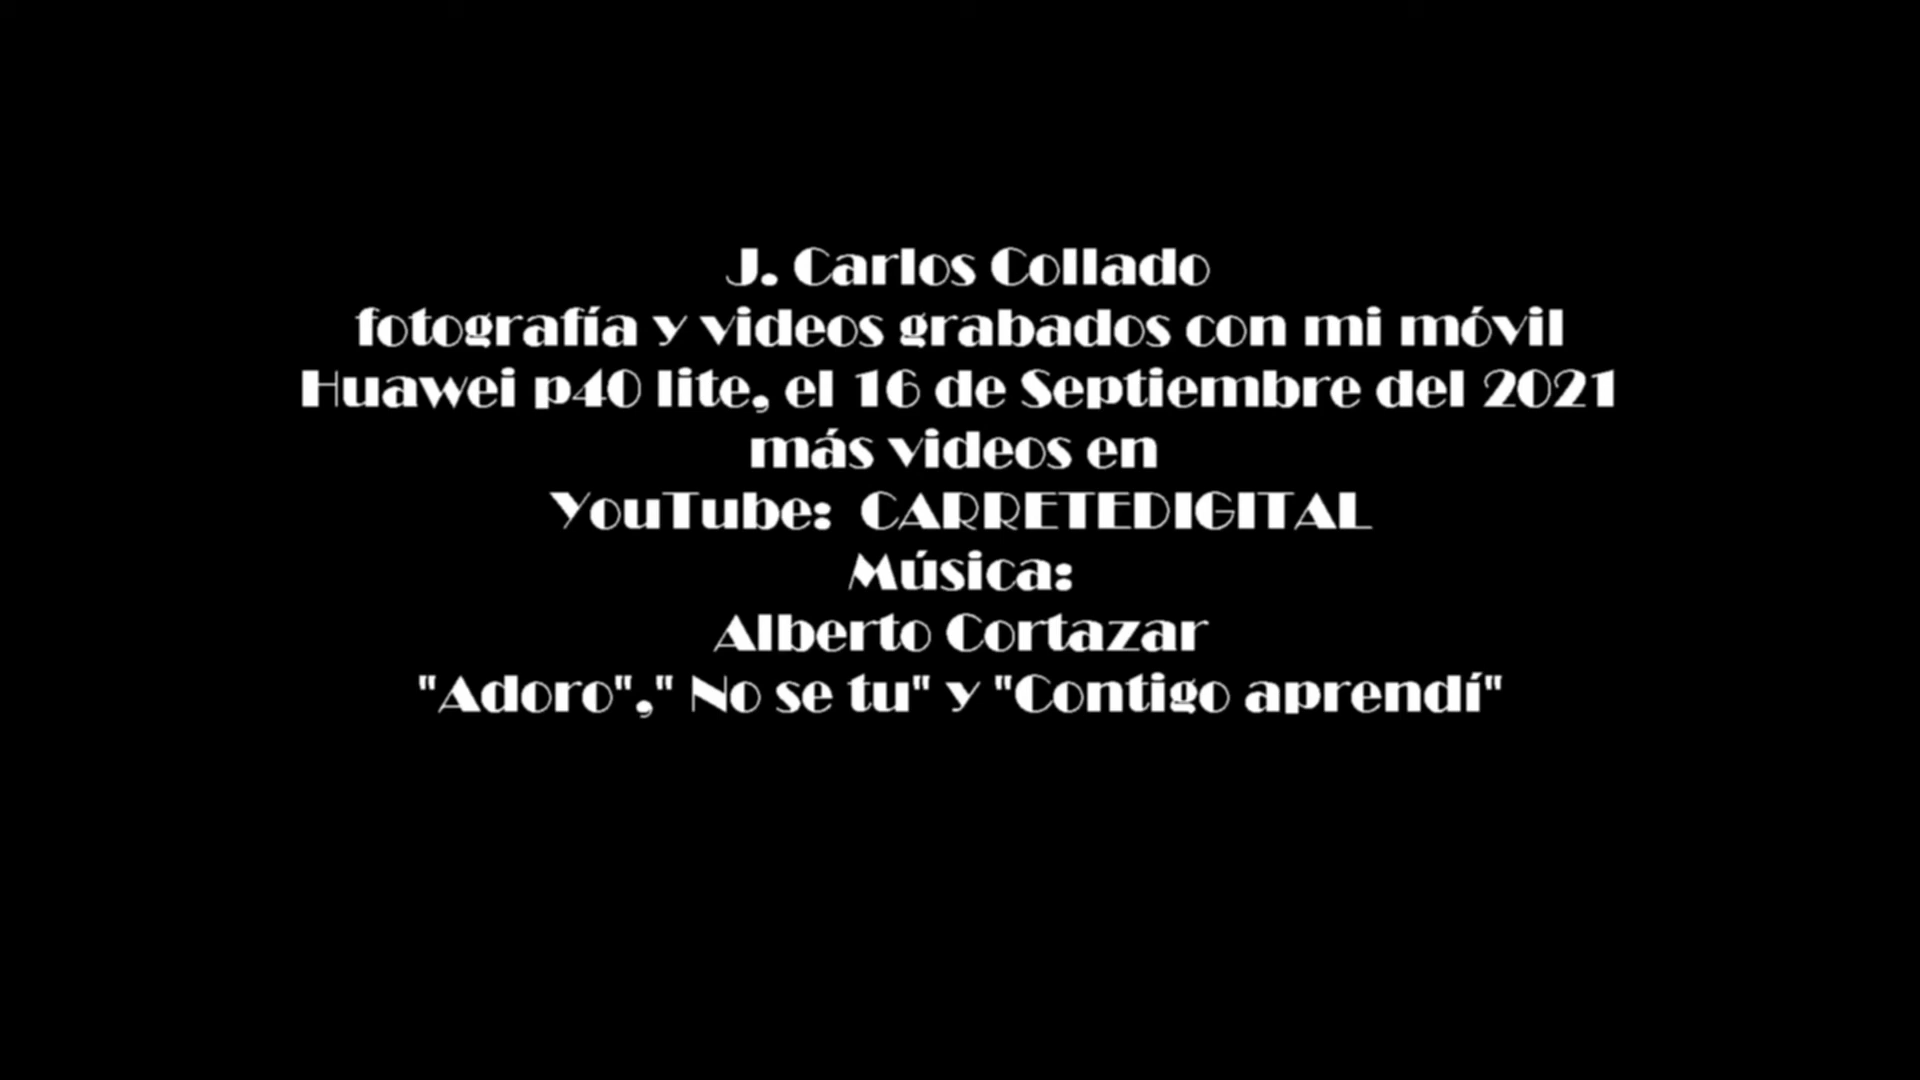 J. Carlos Collado
fotografía y videos grabados con mi móvil
Huawei p40 lite, el 16 de Septiembre del 2021
más videos en
YouTube:  CARRETEDIGITAL
Música:
Alberto Cortazar
"Adoro"," No se tu" y "Contigo aprendí"